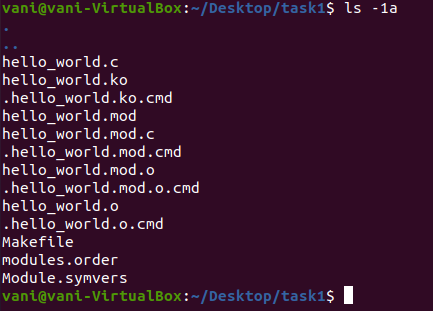 vani@vani-VirtualBox:~/Desktop/task1$ ls -1a
.
..
hello_world.c
hello_world.ko
.hello_world.ko.cmd
hello_world.mod
hello_world.mod.c
.hello_world.mod.cmd
hello_world.mod.o
.hello_world.mod.o.cmd
hello_world.o
.hello_world.o.cmd
Makefile
modules.order
Module.symvers
vani@vani-VirtualBox:~/Desktop/task1$